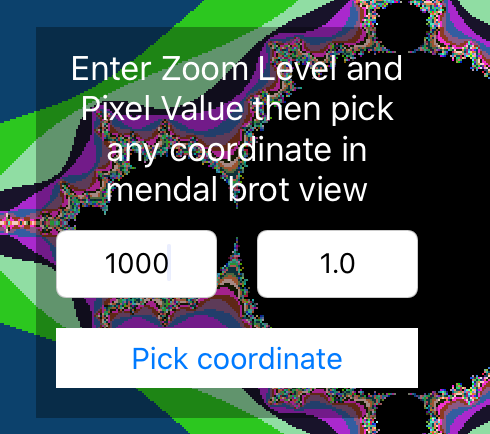 Enter Zoom Level and
Pixel Value then pick
any coordinate in
mendal brot view
1000 1.0
Pick coordinate